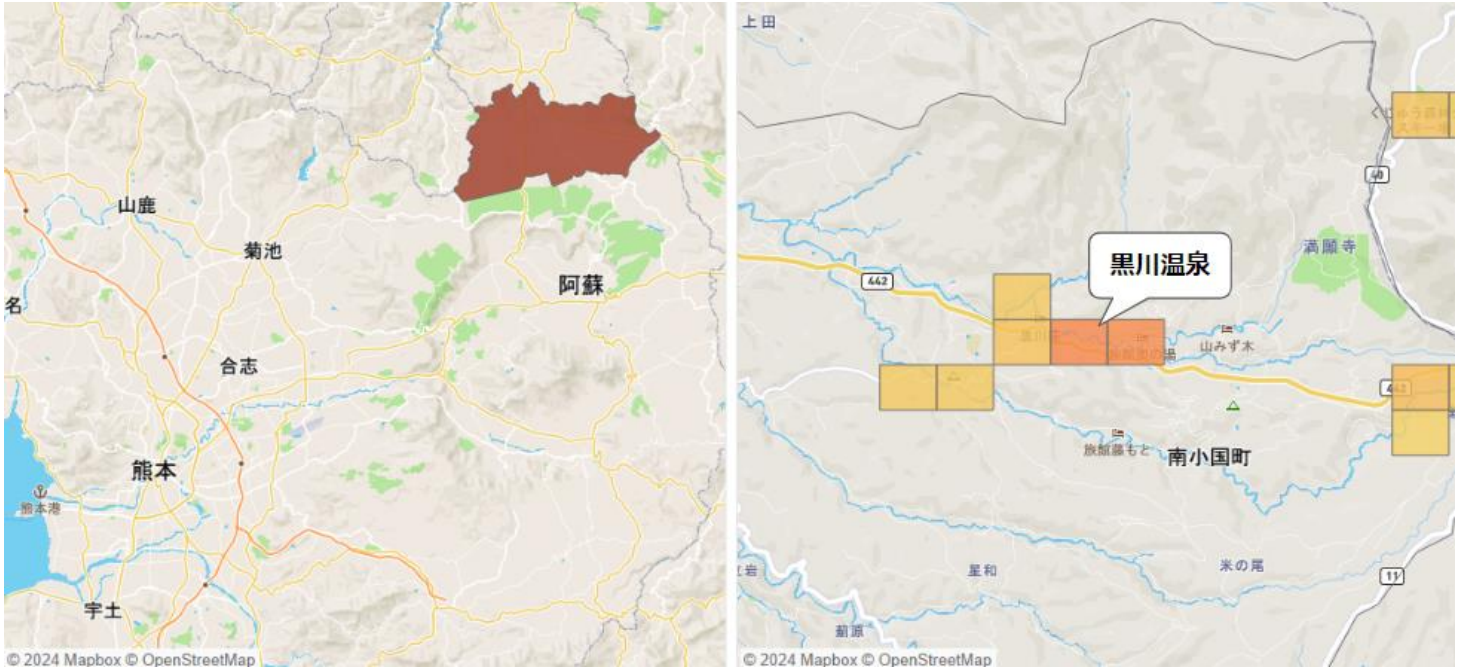 山鹿
菊池
名
阿蘇
合志
熊本
熊本港
宇土
© 2024 Mapbox © OpenStreetMap
上田
40
満願寺
黒川温泉
442
山みず木
旅館藤もと
南小国町
星和
米の尾
11
© 2024 Mapbox © OpenStreetMap